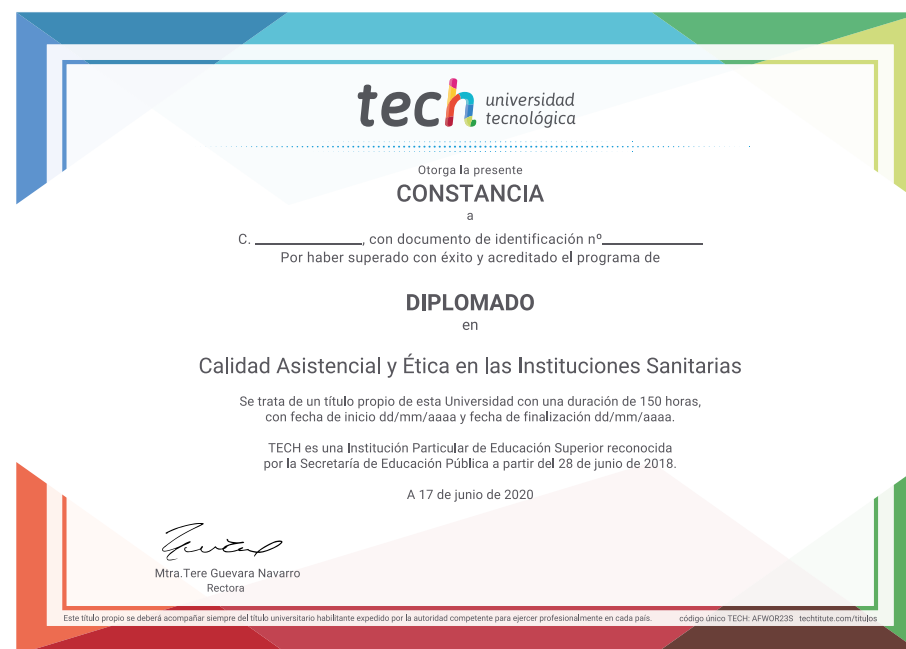 tech universidad
tecnológica
Otorga la presente
CONSTANCIA
a
C. ____________, con documento de identificación nº____________
Por haber superado con éxito y acreditado el programa de
DIPLOMADO
en
Calidad Asistencial y Ética en las Instituciones Sanitarias
Se trata de un título propio de esta Universidad con una duración de 150 horas,
con fecha de inicio dd/mm/aaaa y fecha de finalización dd/mm/aaaa.
TECH es una Institución Particular de Educación Superior reconocida
por la Secretaría de Educación Pública a partir del 28 de junio de 2018.
A 17 de junio de 2020
Mtra.Tere Guevara Navarro
Rectora
Este título propio se deberá acompañar siempre del título universitario habilitante expedido por la autoridad competente para ejercer profesionalmente en cada país. código único TECH: AFWOR23S techtitute.com/titulos